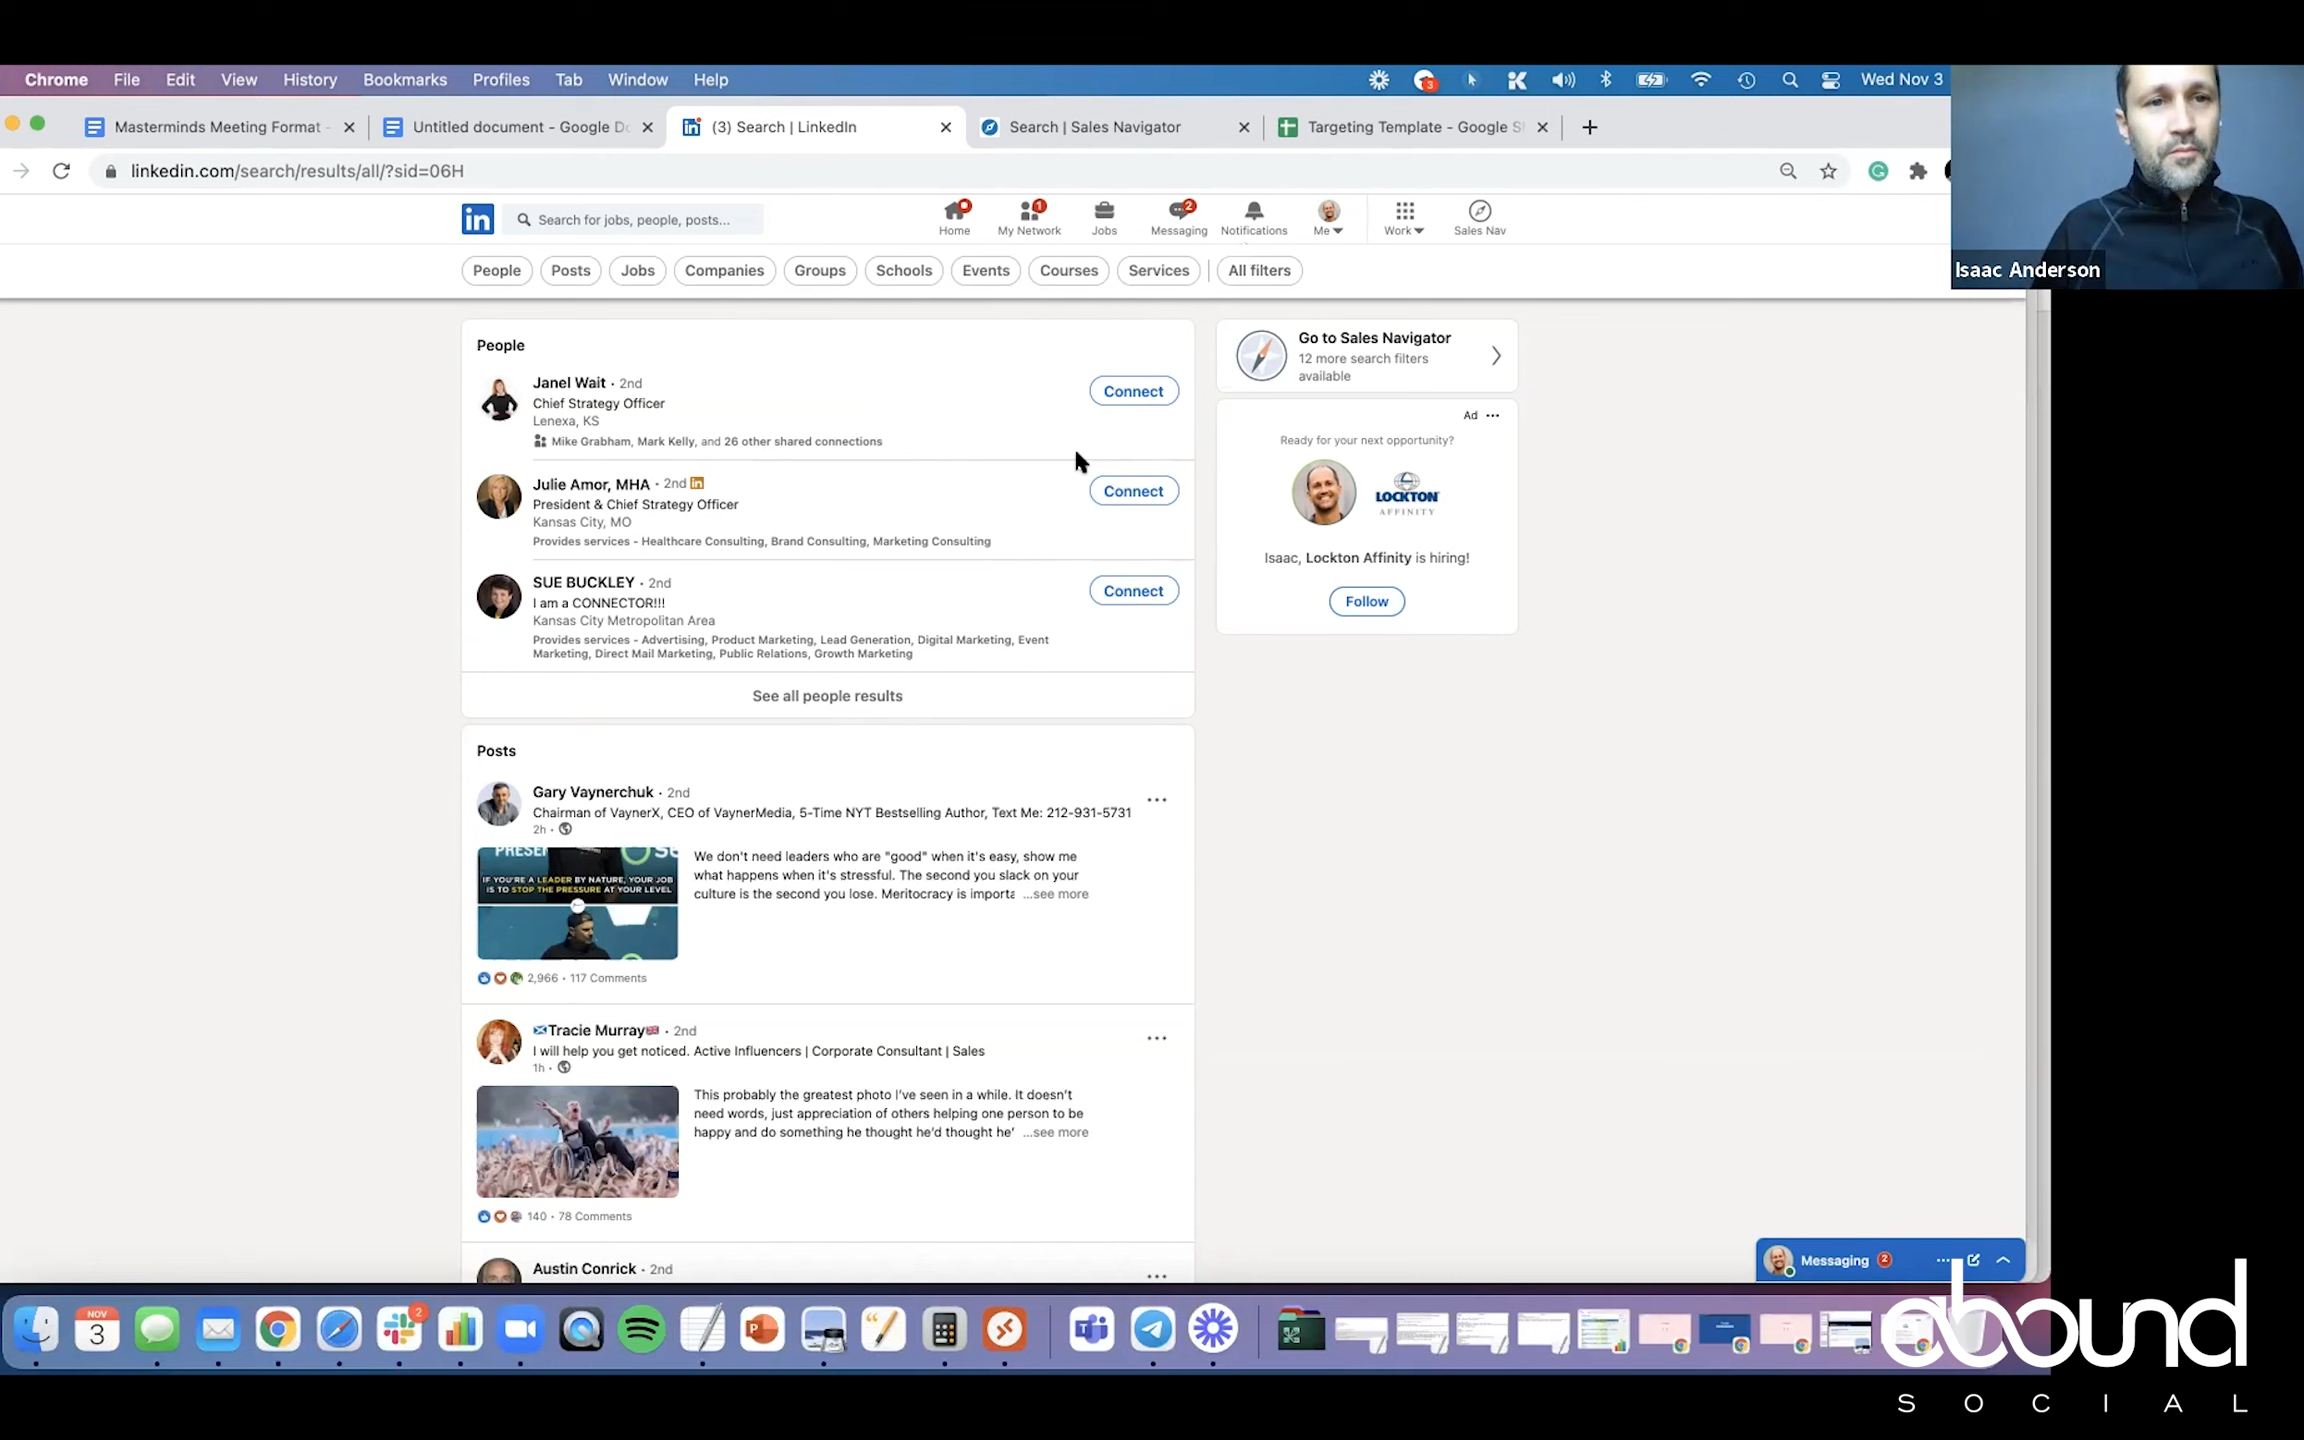 Chrome File Edit View History Bookmarks Profiles Tab Window Help
3
Wed Nov 3
Masterminds Meeting Format -
Untitled document - Google Do
(3) Search | LinkedIn
Search | Sales Navigator
Targeting Template - Google S
linkedin.com/search/results/all/?sid=06H
in
Search for jobs, people, posts...
Home
1
My Network
Jobs
2
Messaging
Notifications
Me
Work
Sales Nav
People
Posts
Jobs
Companies
Groups
Schools
Events
Courses
Services
All filters
Isaac Anderson
People
Janel Wait · 2nd
Chief Strategy Officer
Lenexa, KS
Mike Grabham, Mark Kelly, and 26 other shared connections
Connect
Julie Amor, MHA · 2nd in
President & Chief Strategy Officer
Kansas City, MO
Provides services - Healthcare Consulting, Brand Consulting, Marketing Consulting
Connect
SUE BUCKLEY · 2nd
I am a CONNECTOR!!!
Kansas City Metropolitan Area
Provides services - Advertising, Product Marketing, Lead Generation, Digital Marketing, Event
Marketing, Direct Mail Marketing, Public Relations, Growth Marketing
Connect
See all people results
Go to Sales Navigator
12 more search filters
available
Ad
Ready for your next opportunity?
LOCKTON
AFFINITY
Isaac, Lockton Affinity is hiring!
Follow
Posts
Gary Vaynerchuk · 2nd
Chairman of VaynerX, CEO of VaynerMedia, 5-Time NYT Bestselling Author, Text Me: 212-931-5731
2h ·
IF YOU'RE A LEADER BY NATURE, YOUR JOB
IS TO STOP THE PRESSURE AT YOUR LEVEL
We don't need leaders who are "good" when it's easy, show me
what happens when it's stressful. The second you slack on your
culture is the second you lose. Meritocracy is importa ...see more
2,966 · 117 Comments
Tracie Murray · 2nd
I will help you get noticed. Active Influencers | Corporate Consultant | Sales
1h ·
This probably the greatest photo I've seen in a while. It doesn't
need words, just appreciation of others helping one person to be
happy and do something he thought he'd thought he' ...see more
140 · 78 Comments
Austin Conrick · 2nd
Messaging 2
NOV
3
2
abound
SOCIAL